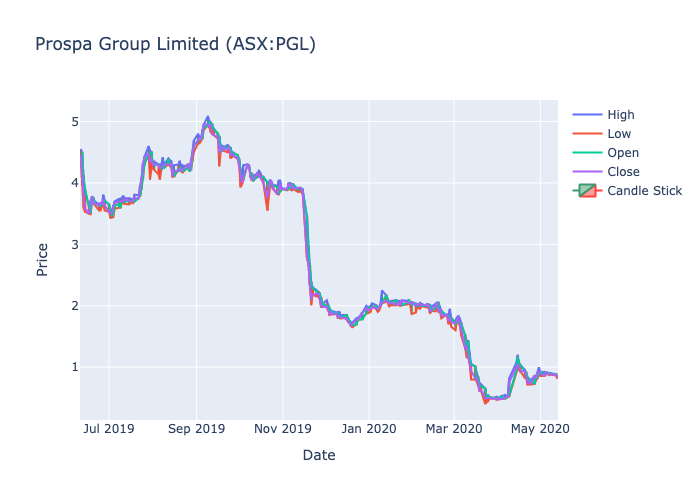 Prospa Group Limited (ASX:PGL)
High
Low
Open
Close
Candle Stick
Price
5
4
3
2
1
Jul 2019 Sep 2019 Nov 2019 Jan 2020 Mar 2020 May 2020
Date